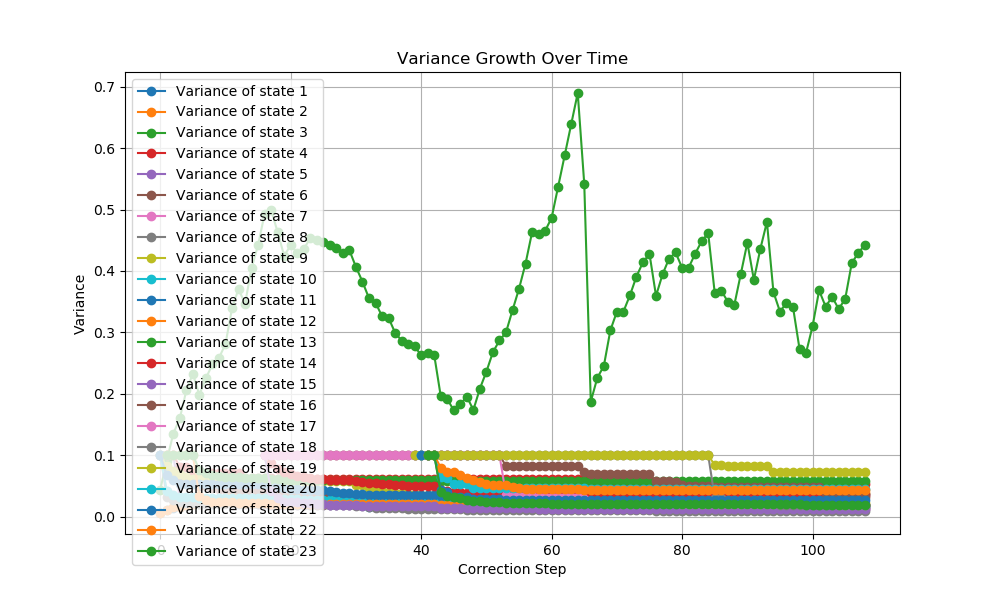 Variance Growth Over Time
Variance
0.7
0.6
0.5
0.4
0.3
0.2
0.1
0.0
Variance of state 1
Variance of state 2
Variance of state 3
Variance of state 4
Variance of state 5
Variance of state 6
Variance of state 7
Variance of state 8
Variance of state 9
Variance of state 10
Variance of state 11
Variance of state 12
Variance of state 13
Variance of state 14
Variance of state 15
Variance of state 16
Variance of state 17
Variance of state 18
Variance of state 19
Variance of state 20
Variance of state 21
Variance of state 22
Variance of state 23
0 20 40 60 80 100
Correction Step